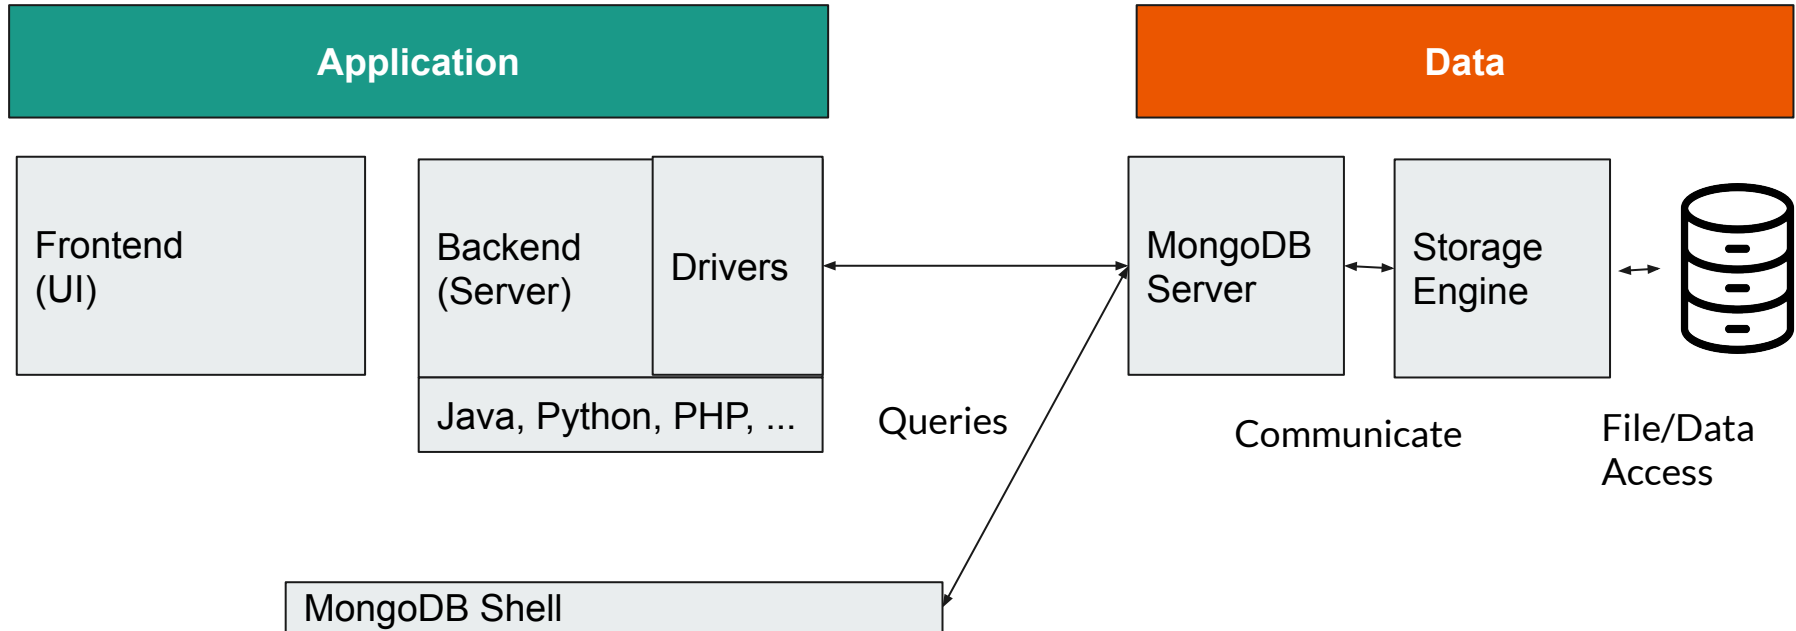 Application
Data
Frontend
(UI)
Backend
(Server)
Drivers
MongoDB
Server
Storage
Engine
Java, Python, PHP, ...
Queries
Communicate
File/Data
Access
MongoDB Shell